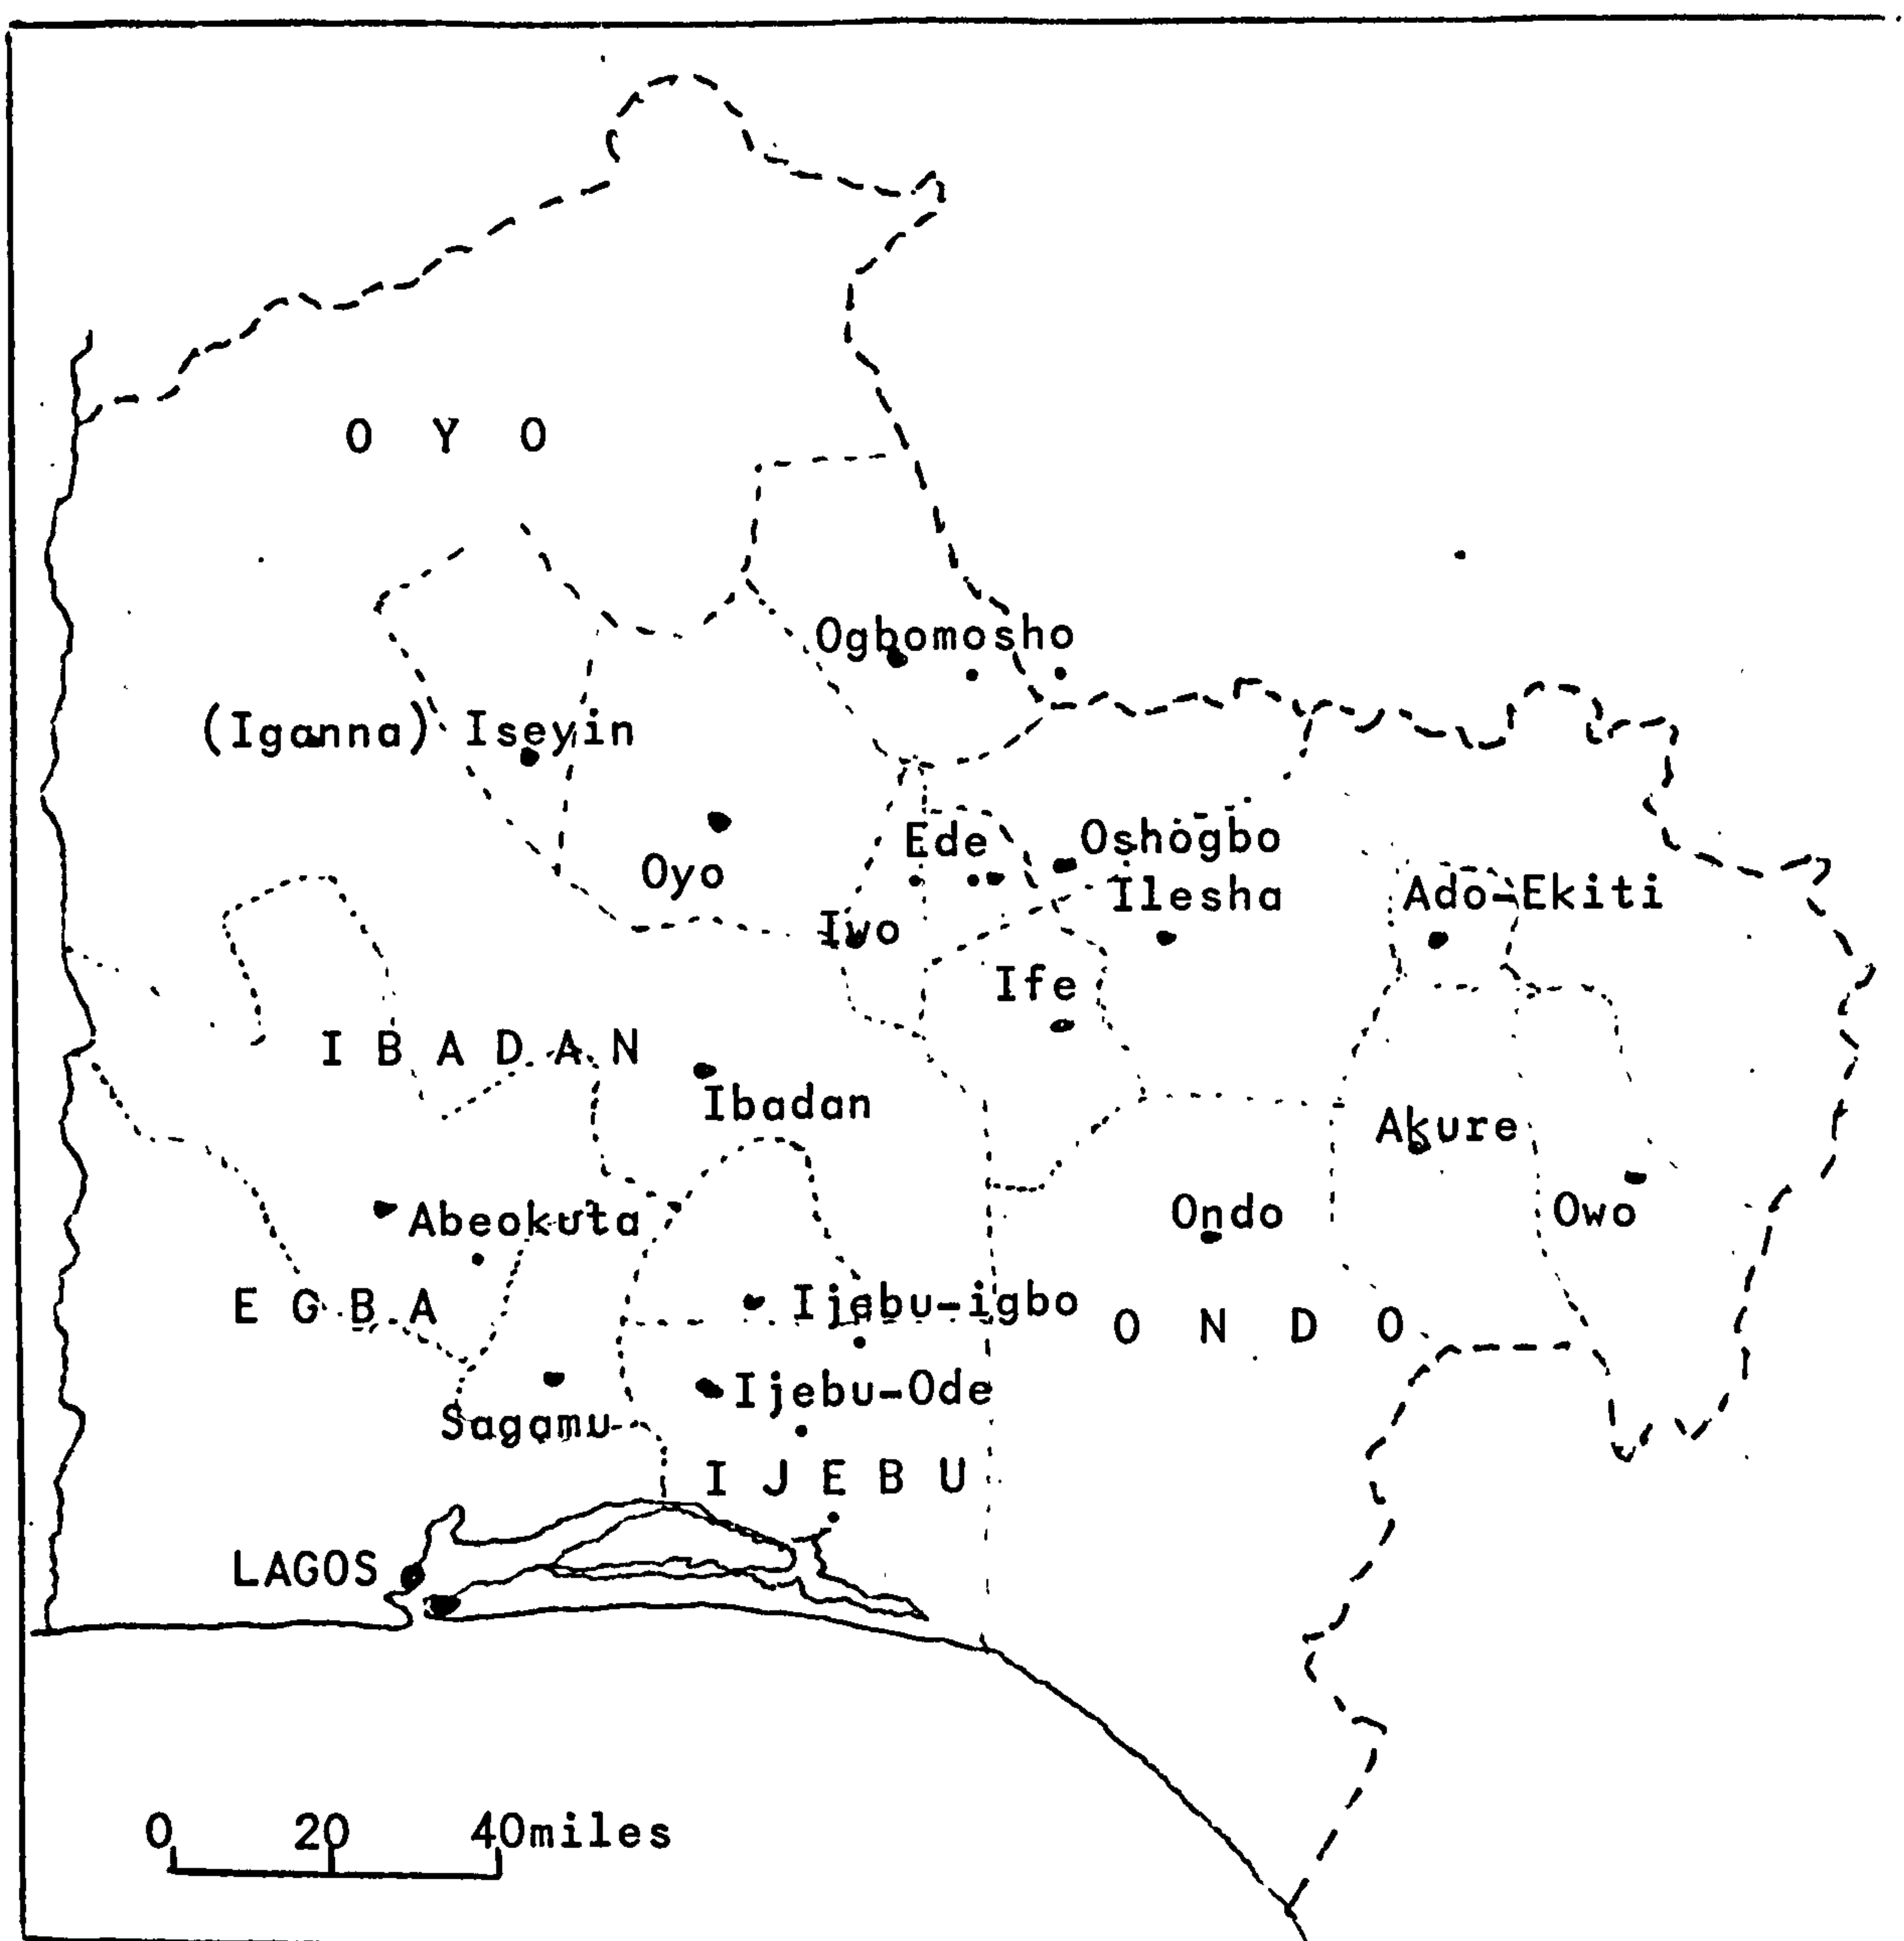 O Y O
Ogbomosho
(Iganna) Iseyin
Ede Oshogbo
Oyo
Ilesha Ado-Ekiti
Iwo
Ife
I B A D A N
Ibadan
Akure
Abeokuta
Ondo Owo
E G B A
Ijebu-igbo
O N D O
Ijebu-Ode
Sagamu
I J E B U
LAGOS
0 20 40miles